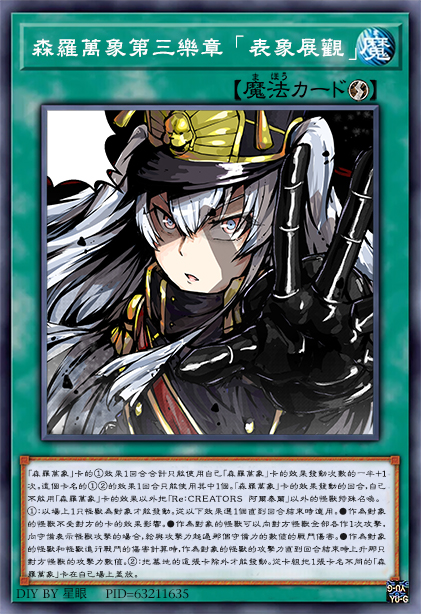 森羅萬象第三樂章「表象展觀」
魔
【魔法カード】
まほう
「森羅萬象」卡的①效果1回合合計只能使用自己「森羅萬象」卡的效果發動次數的一半+1
次。這個卡名的①②的效果1回合只能使用其中1個。「森羅萬象」卡的效果發動的回合,自己
不能用「森羅萬象」卡的效果以外把「Re:CREATORS 阿爾泰爾」以外的怪獸特殊召喚。
①:以場上1只怪獸為對象才能發動。從以下效果選1個直到回合結束時適用。●作為對象
的怪獸不受對方的卡的效果影響。●作為對象的怪獸可以向對方怪獸全部各作1次攻擊,
向守備表示怪獸攻擊的場合,給與攻擊力超過那個守備力的數值的戰鬥傷害。●作為對象
的怪獸和怪獸進行戰鬥的傷害計算時,作為對象的怪獸的攻擊力直到回合結束時上升那只
對方怪獸的攻擊力數值。②:把墓地的這張卡除外才能發動。從卡組把1張卡名不同的「森
羅萬象」卡在自己場上蓋放。
DIY BY 星眼 PID=63211635